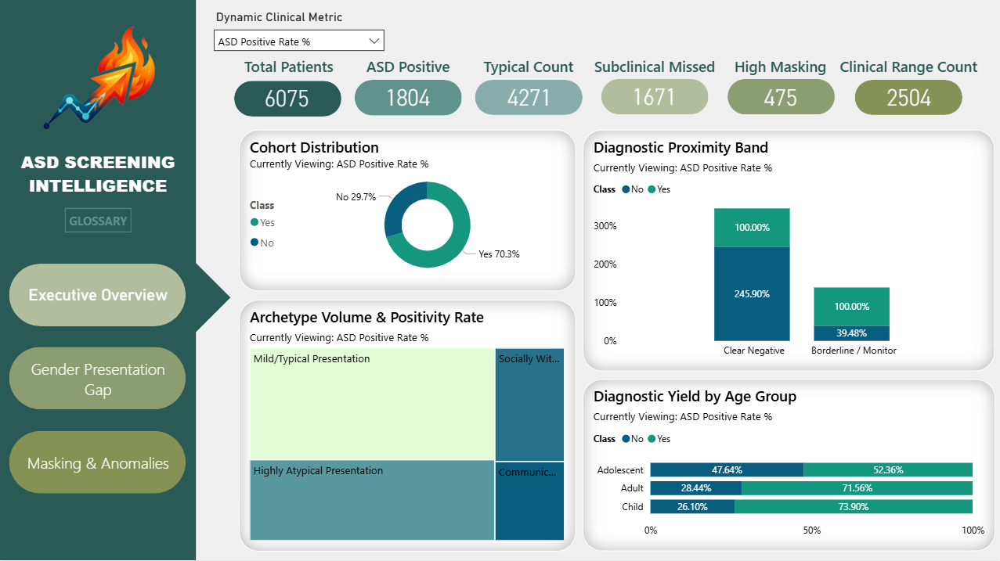 Dynamic Clinical Metric
ASD Positive Rate %
Total Patients
6075
ASD Positive
1804
Typical Count
4271
Subclinical Missed
1671
High Masking
475
Clinical Range Count
2504
ASD SCREENING
INTELLIGENCE
GLOSSARY
Executive Overview
Gender Presentation
Gap
Masking & Anomalies
Cohort Distribution
Currently Viewing: ASD Positive Rate %
Class
Yes
No
No 29.7%
Yes 70.3%
Archetype Volume & Positivity Rate
Currently Viewing: ASD Positive Rate %
Mild/Typical Presentation
Socially Wit...
Highly Atypical Presentation
Communic...
Diagnostic Proximity Band
Currently Viewing: ASD Positive Rate %
Class No Yes
300%
200%
100%
0%
100.00%
245.90%
100.00%
39.48%
Clear Negative
Borderline / Monitor
Diagnostic Yield by Age Group
Currently Viewing: ASD Positive Rate %
Class No Yes
Adolescent 47.64% 52.36%
Adult 28.44% 71.56%
Child 26.10% 73.90%
0% 50% 100%